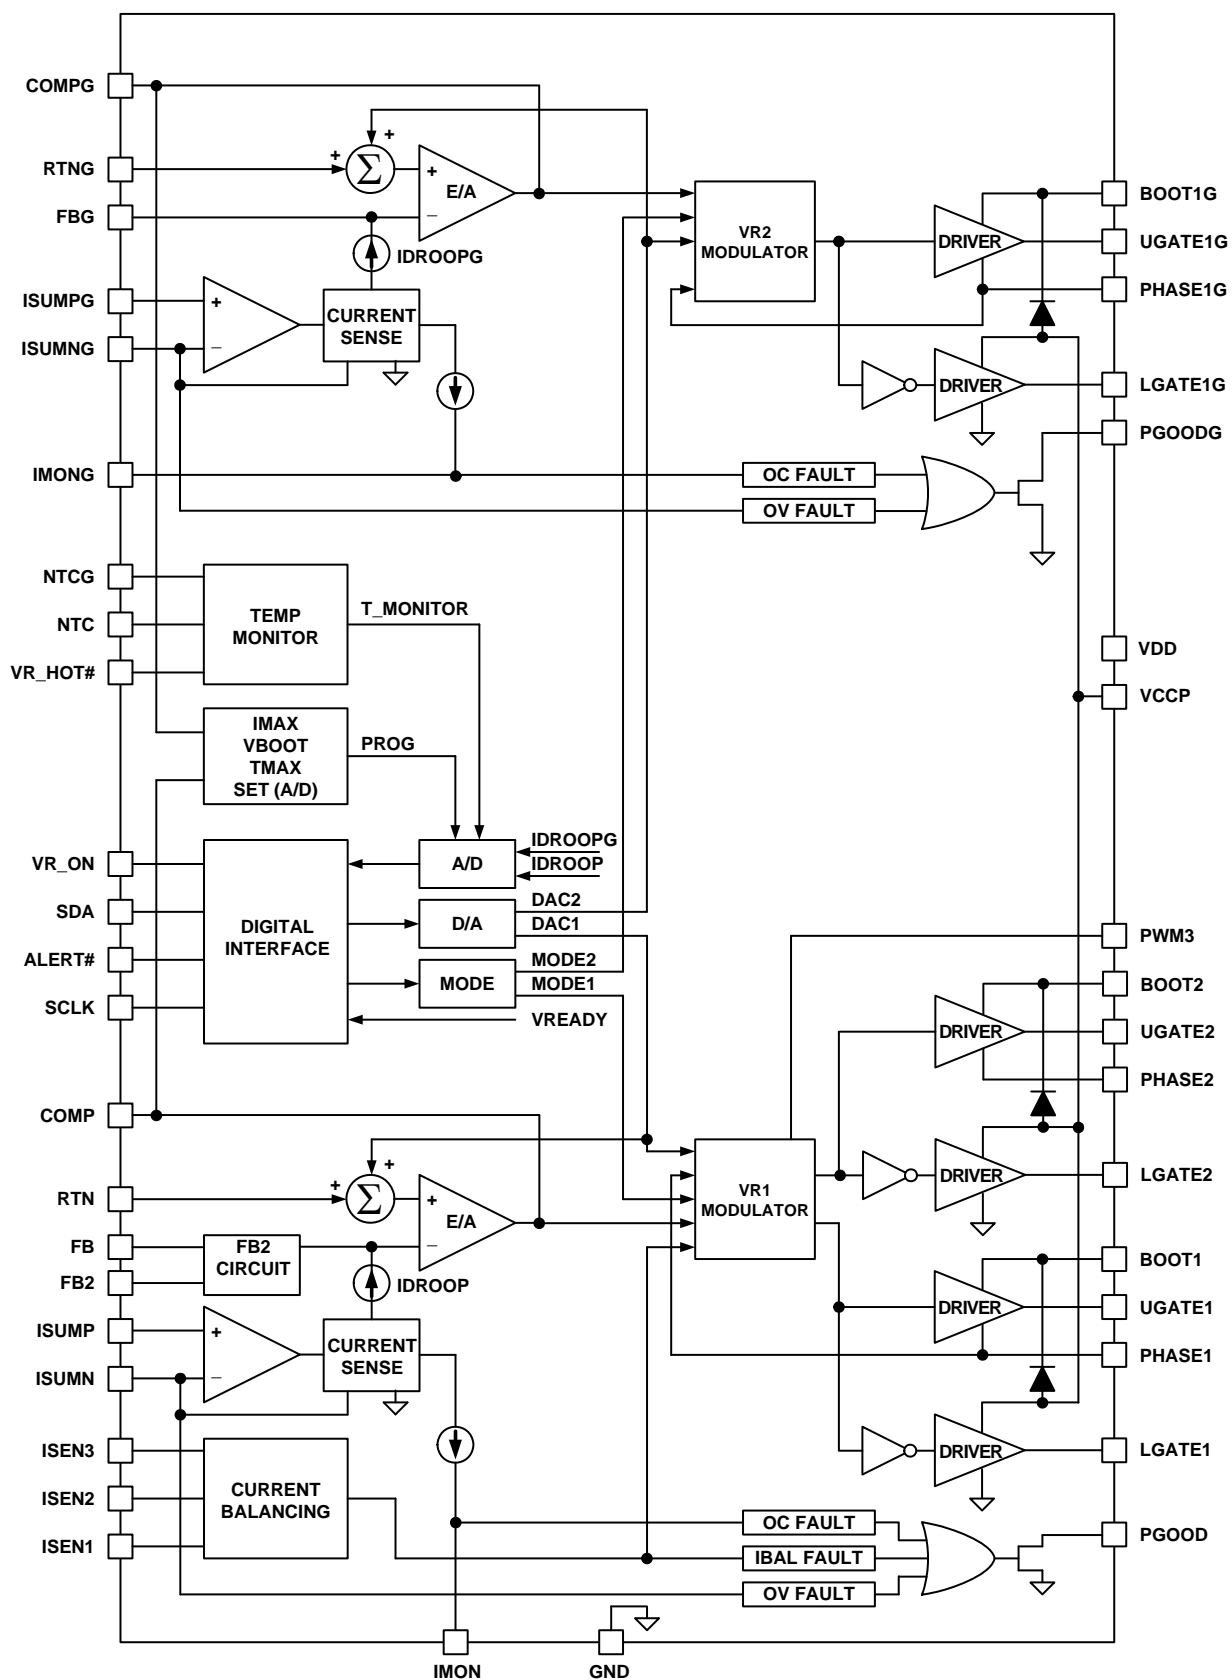 COMPG
RTNG
+
+
Σ
+
E/A
−
FBG
IDROOPG
ISUMPG
+
ISUMNG
−
CURRENT
SENSE
VR2
MODULATOR
DRIVER
BOOT1G
UGATE1G
PHASE1G
DRIVER
LGATE1G
PGOODG
IMONG
OC FAULT
OV FAULT
NTCG
NTC
VR_HOT#
TEMP
MONITOR
T_MONITOR
VDD
VCCP
IMAX
VBOOT
TMAX
SET (A/D)
PROG
VR_ON
SDA
ALERT#
SCLK
DIGITAL
INTERFACE
A/D
IDROOPG
IDROOP
D/A
DAC2
DAC1
MODE
MODE2
MODE1
VREADY
PWM3
BOOT2
DRIVER
UGATE2
PHASE2
COMP
RTN
+
+
Σ
+
E/A
−
VR1
MODULATOR
DRIVER
LGATE2
FB
FB2
FB2
CIRCUIT
IDROOP
BOOT1
DRIVER
UGATE1
PHASE1
ISUMP
+
ISUMN
−
CURRENT
SENSE
DRIVER
LGATE1
ISEN3
ISEN2
ISEN1
CURRENT
BALANCING
OC FAULT
IBAL FAULT
OV FAULT
PGOOD
IMON
GND